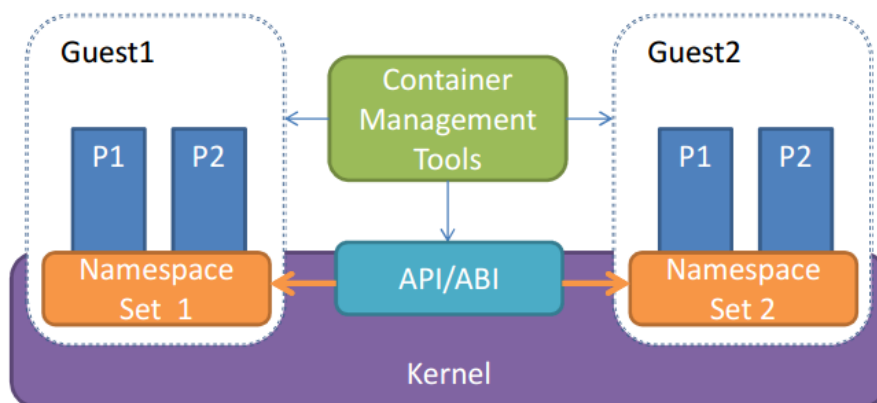 Guest1
Container
Management
Tools
Guest2
P1
P2
P1
P2
Namespace
Set 1
API/ABI
Namespace
Set 2
Kernel